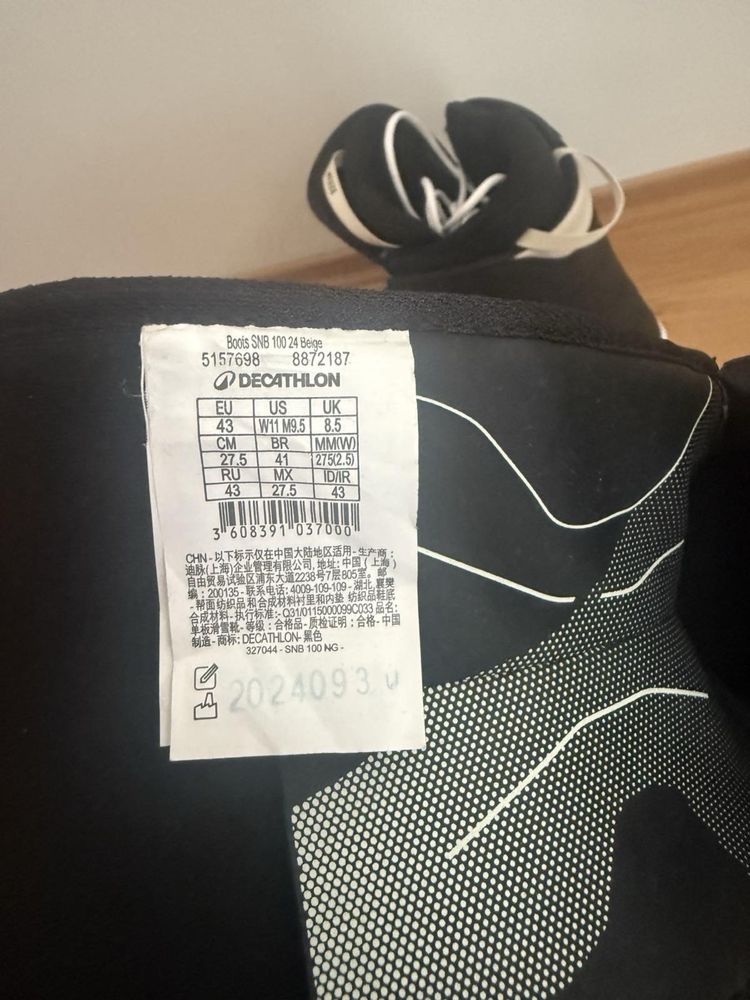 Boots SNB 100 24 Beige
5157698 8872187
DECATHLON
EU US UK
43 W11 M9.5 8.5
CM BR MM(W)
27.5 41 275(2.5)
RU MX ID/IR
43 27.5 43
3 608391 037000
CHN - 以下标示仅在中国大陆地区适用 - 生产商:
迪脉(上海)企业管理有限公司, 地址: 中国 (上海)
自由贸易试验区浦东大道2238号7层805室。邮
编 : 200135 - 联系电话: 4009-109-109 - 湖北,襄樊
- 帮面纺织品和合成材料衬里和内垫 纺织品鞋底
合成材料 - 执行标准:- Q31/0115000099C033 品名:
单板滑雪靴 - 等级 : 合格品 - 质检证明 : 合格 - 中国
制造 - 商标: DECATHLON- 黑色
327044 - SNB 100 NG -
2024093